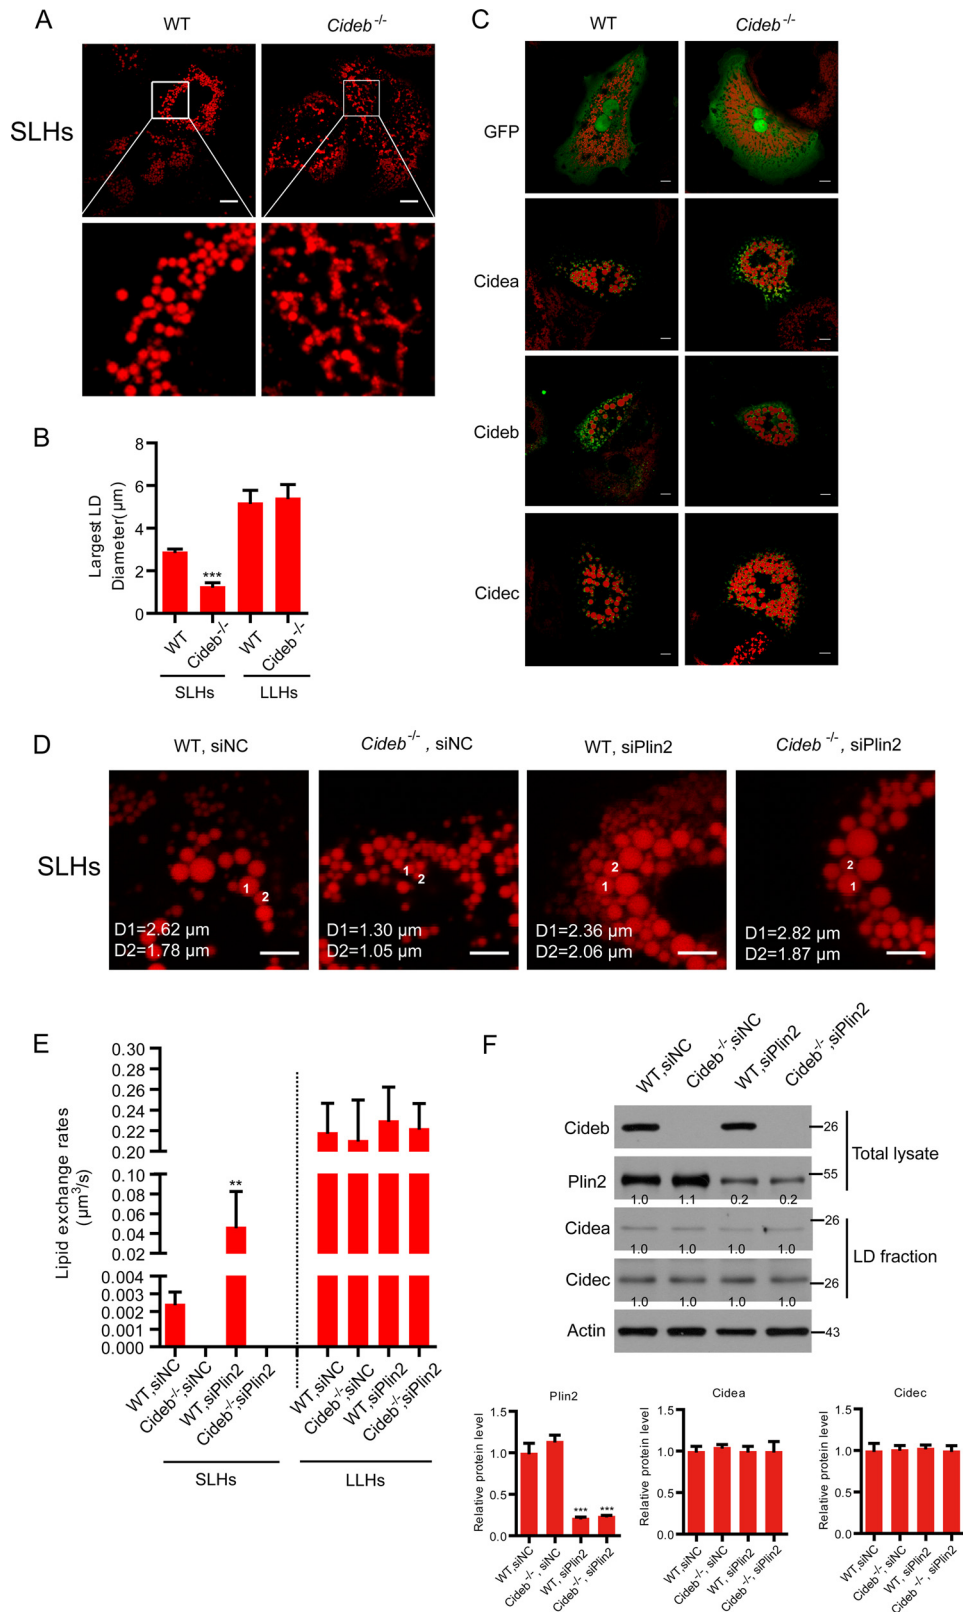 A
WT
Cideb-/-
SLHs
B
Largest LD
Diameter(μm)
8
6
4
2
0
***
WT
Cideb-/-
WT
Cideb-/-
SLHs
LLHs
C
WT
Cideb-/-
GFP
Cidea
Cideb
Cidec
D
WT, siNC
Cideb-/-, siNC
WT, siPlin2
Cideb-/-, siPlin2
SLHs
1
2
D1=2.62 μm
D2=1.78 μm
1
2
D1=1.30 μm
D2=1.05 μm
2
1
D1=2.36 μm
D2=2.06 μm
2
1
D1=2.82 μm
D2=1.87 μm
E
Lipid exchange rates
(μm3/s)
0.30
0.28
0.26
0.24
0.22
0.20
0.10
0.08
0.06
0.04
0.02
0.004
0.003
0.002
0.001
0.000
**
WT,siNC
Cideb-/-,siNC
WT,siPlin2
Cideb-/-,siPlin2
WT,siNC
Cideb-/-,siNC
WT,siPlin2
Cideb-/-,siPlin2
SLHs
LLHs
F
WT,siNC
Cideb-/-,siNC
WT,siPlin2
Cideb-/-,siPlin2
Cideb
26
Total lysate
Plin2
55
1.0 1.1 0.2 0.2
Cidea
26
1.0 1.0 1.0 1.0
LD fraction
Cidec
26
1.0 1.0 1.0 1.0
Actin
43
Plin2
Relative protein level
1.5
1.0
0.5
0.0
*** ***
WT,siNC
Cideb-/-, siNC
WT, siPlin2
Cideb-/-, siPlin2
Cidea
Relative protein level
1.5
1.0
0.5
0.0
WT,siNC
Cideb-/-, siNC
WT, siPlin2
Cideb-/-, siPlin2
Cidec
Relative protein level
1.5
1.0
0.5
0.0
WT,siNC
Cideb-/-, siNC
WT, siPlin2
Cideb-/-, siPlin2